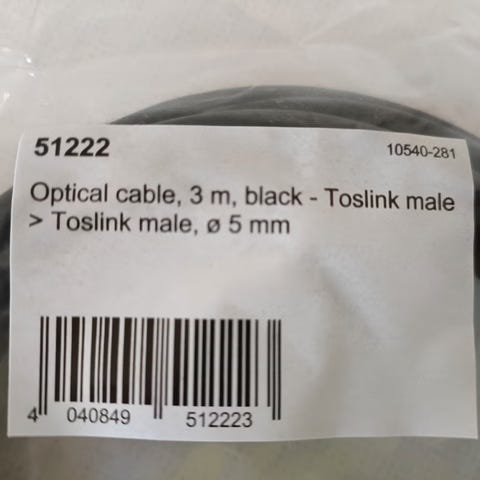 51222
10540-281
Optical cable, 3 m, black - Toslink male
> Toslink male, ø 5 mm
4 040849 512223